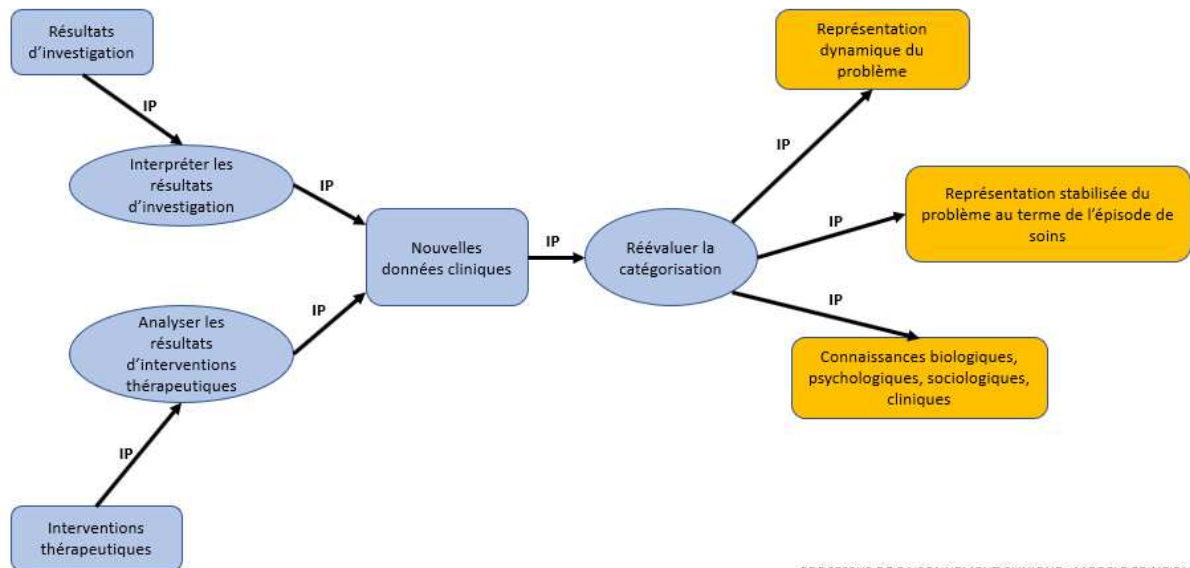 Résultats
d’investigation
IP
Interpréter les
résultats
d’investigation
IP
Nouvelles
données cliniques
Analyser les
résultats
d’interventions
thérapeutiques
IP
IP
Interventions
thérapeutiques
IP
Réévaluer la
catégorisation
IP
Représentation
dynamique du
problème
IP
Représentation stabilisée du
problème au terme de l’épisode de
soins
IP
Connaissances biologiques,
psychologiques, sociologiques,
cliniques